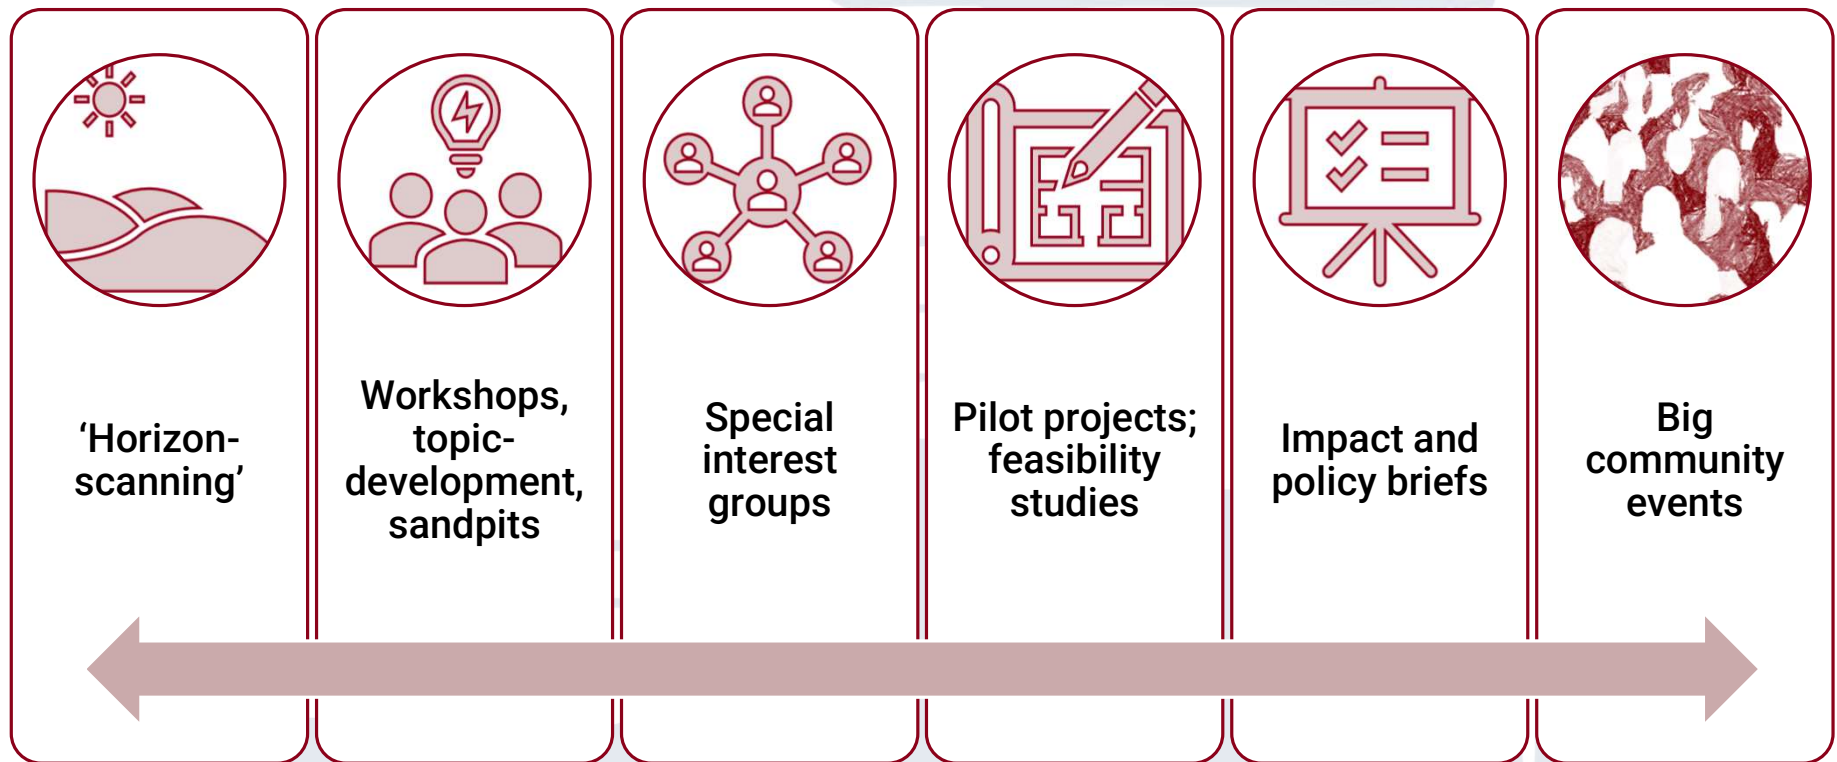 ‘Horizon-
scanning’
Workshops,
topic-
development,
sandpits
Special
interest
groups
Pilot projects;
feasibility
studies
Impact and
policy briefs
Big
community
events